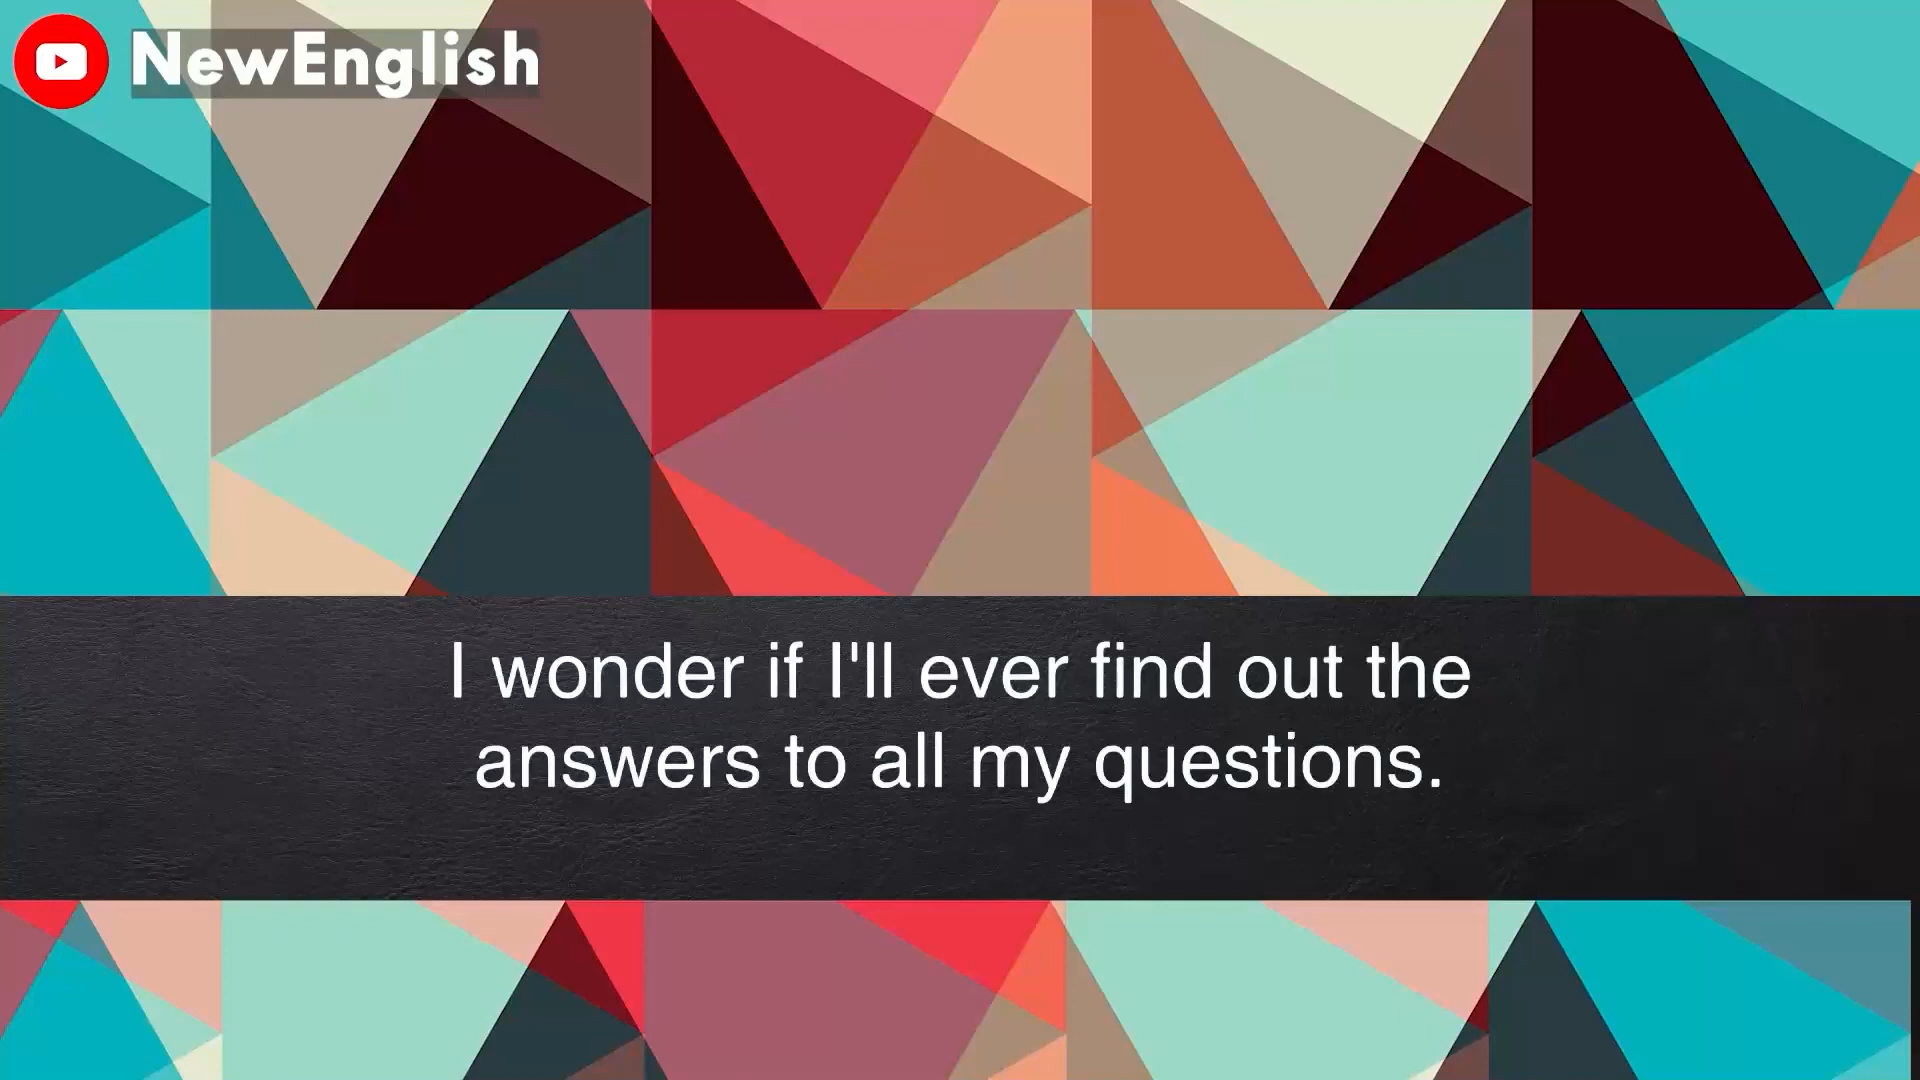 NewEnglish
I wonder if I'll ever find out the
answers to all my questions.